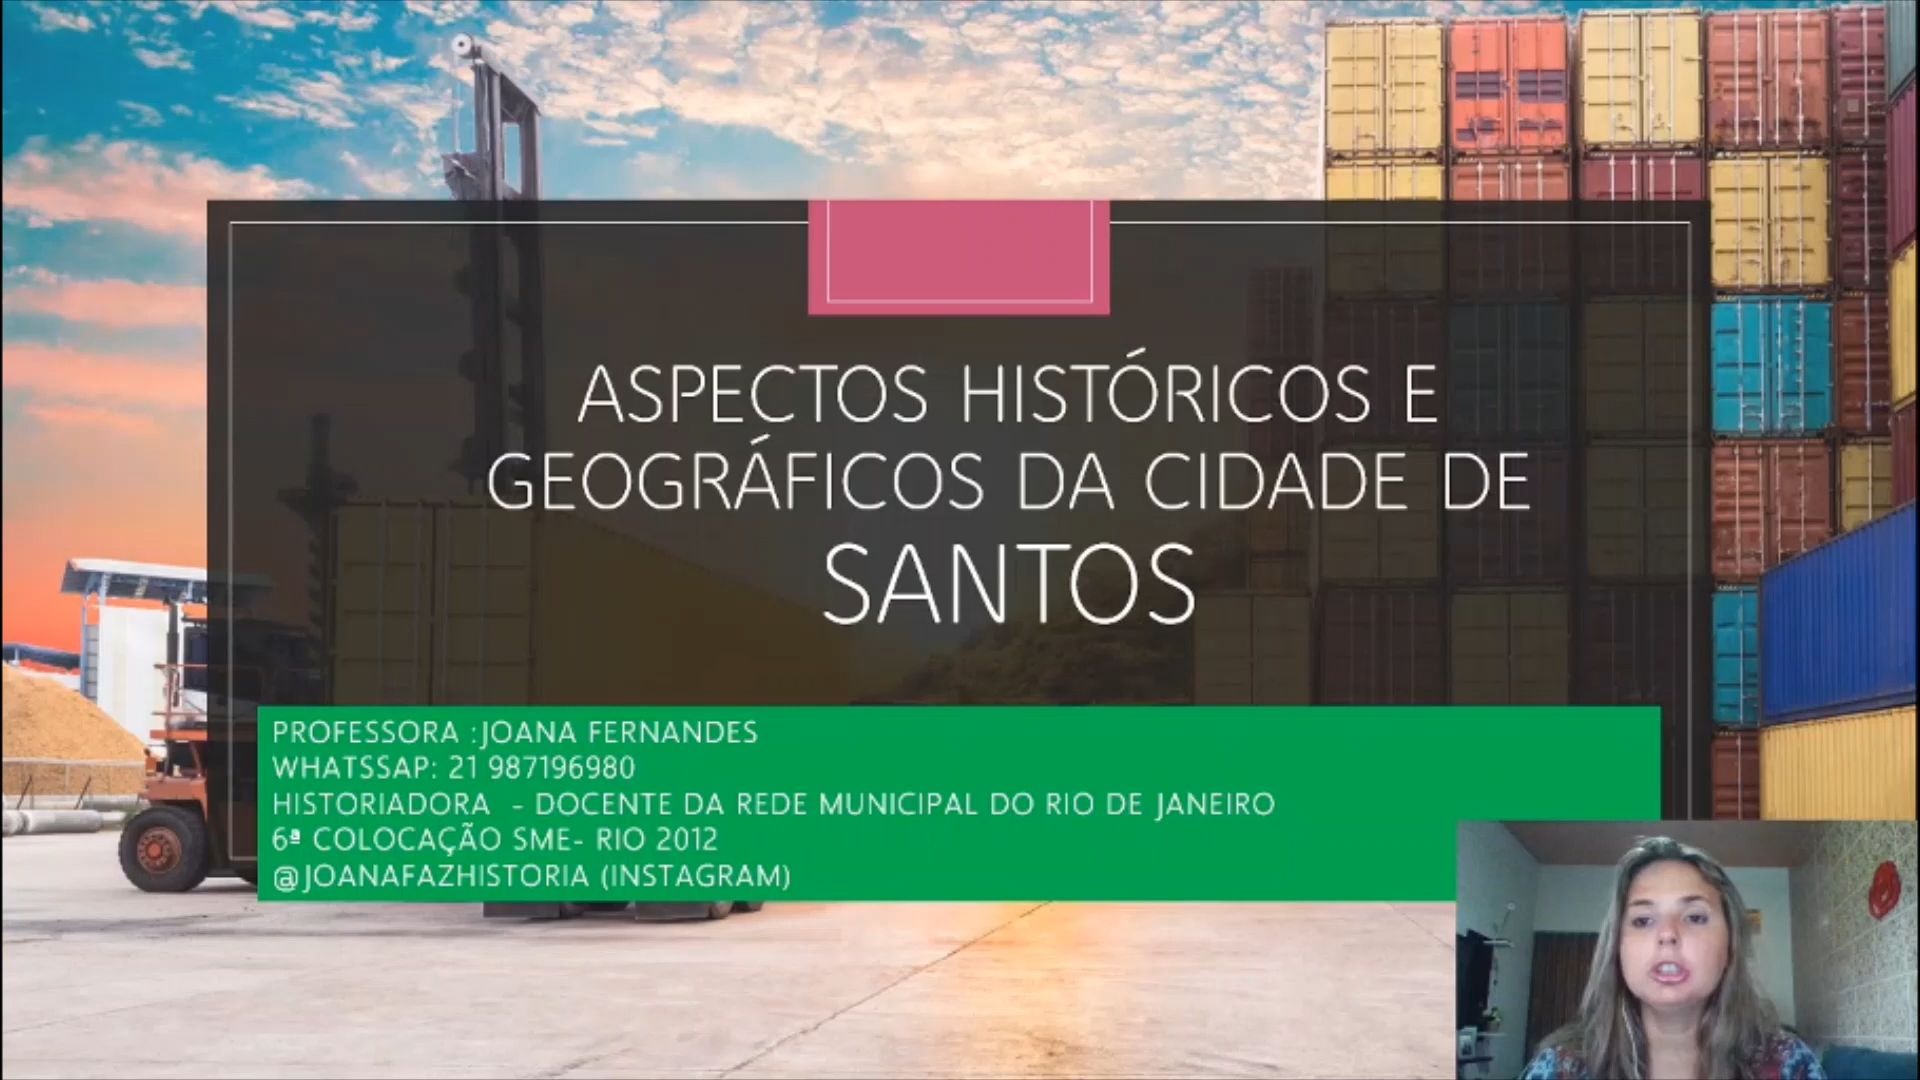 ASPECTOS HISTÓRICOS E
GEOGRÁFICOS DA CIDADE DE
SANTOS
PROFESSORA :JOANA FERNANDES
WHATSSAP: 21 987196980
HISTORIADORA - DOCENTE DA REDE MUNICIPAL DO RIO DE JANEIRO
6ª COLOCAÇÃO SME- RIO 2012
@JOANAFAZHISTORIA (INSTAGRAM)